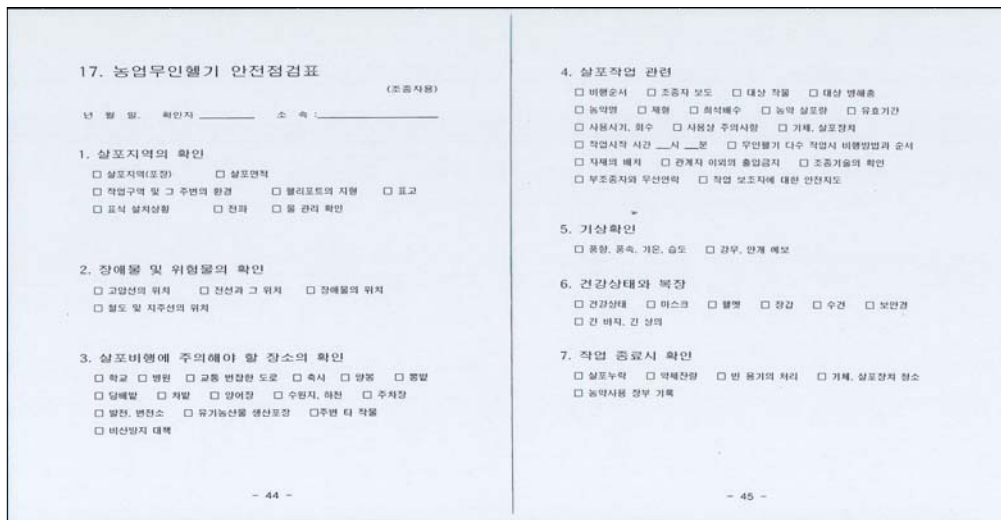 17. 농업무인헬기 안전점검표
(조종자용)
년 월 일. 확인자 ________ 소 속 :____________
1. 살포지역의 확인
□ 살포지역(포장) □ 살포면적
□ 작업구역 및 그 주변의 환경 □ 헬리포트의 지형 □ 표고
□ 표식 설치상황 □ 전파 □ 물 관리 확인
2. 장애물 및 위험물의 확인
□ 고압선의 위치 □ 전선과 그 위치 □ 장애물의 위치
□ 철도 및 지주선의 위치
3. 살포비행에 주의해야 할 장소의 확인
□ 학교 □ 병원 □ 교통 번잡한 도로 □ 축사 □ 양봉 □ 뽕밭
□ 담배밭 □ 차밭 □ 양어장 □ 수원지, 하천 □ 주차장
□ 발전, 변전소 □ 유기농산물 생산포장 □주변 타 작물
□ 비산방지 대책
- 44 -
4. 살포작업 관련
□ 비행순서 □ 조종자 보도 □ 대상 작물 □ 대상 병해충
□ 농약명 □ 제형 □ 희석배수 □ 농약 살포량 □ 유효기간
□ 사용시기, 회수 □ 사용상 주의사항 □ 기체, 살포장치
□ 작업시작 시간 __시 __분 □ 무인헬기 다수 작업시 비행방법과 순서
□ 자재의 배치 □ 관계자 이외의 출입금지 □ 조종기술의 확인
□ 부조종자와 무선연락 □ 작업 보조자에 대한 안전지도
5. 기상확인
□ 풍향, 풍속, 기온, 습도 □ 강우, 안개 예보
6. 건강상태와 복장
□ 건강상태 □ 마스크 □ 헬멧 □ 장갑 □ 수건 □ 보안경
□ 긴 바지, 긴 상의
7. 작업 종료시 확인
□ 살포누락 □ 약제잔량 □ 빈 용기의 처리 □ 기체, 살포장치 청소
□ 농약사용 장부 기록
- 45 -